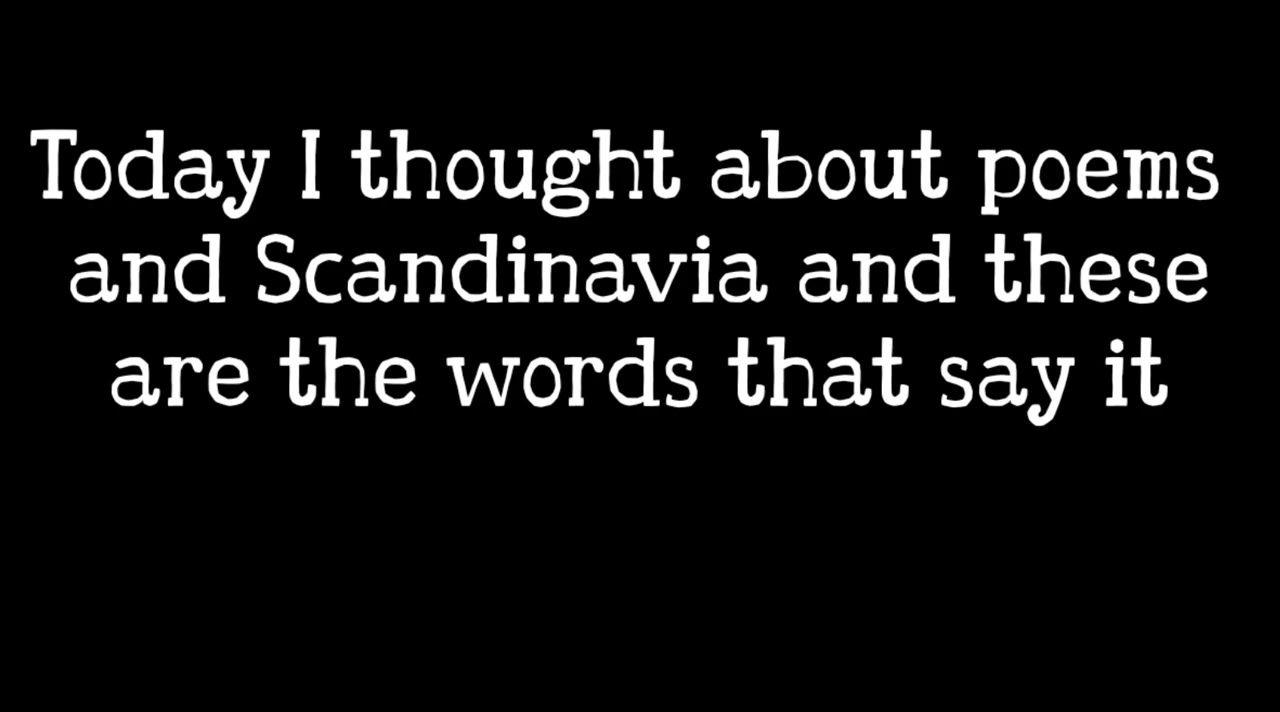 Today I thought about poems
and Scandinavia and these
are the words that say it